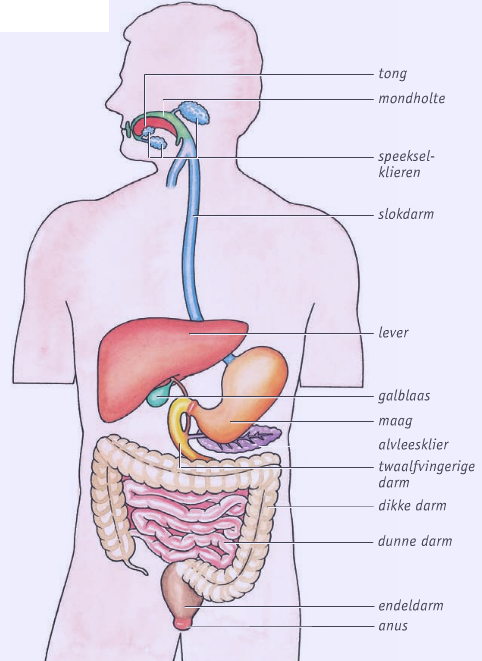 tong
mondholte
speeksel-
klieren
slokdarm
lever
galblaas
maag
alvleesklier
twaalfvingerige
darm
dikke darm
dunne darm
endeldarm
anus